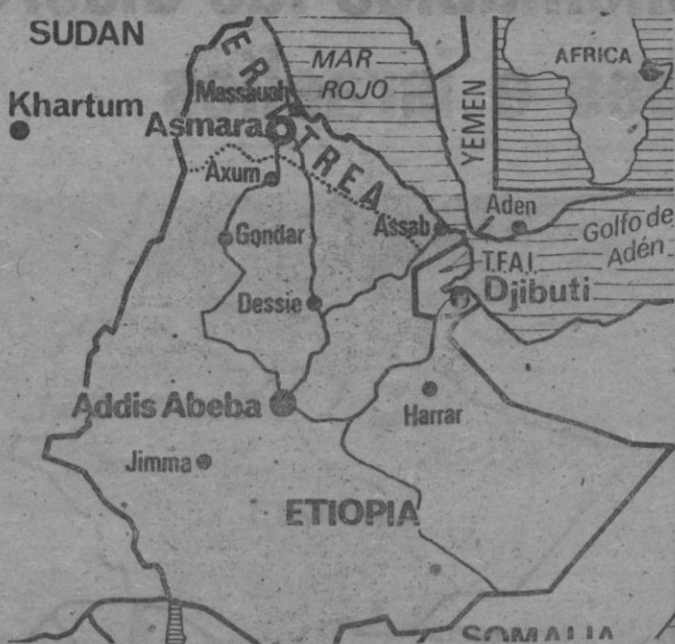 SUDAN
ERITREA
MAR
ROJO
AFRICA
YEMEN
Khartum
Massauah
Asmara
Axum
Aden
Assab
Golfo de
Adén
Gondar
T.F.A.I.
Djibuti
Dessie
Addis Abeba
Harrar
Jimma
ETIOPIA
SOMALIA